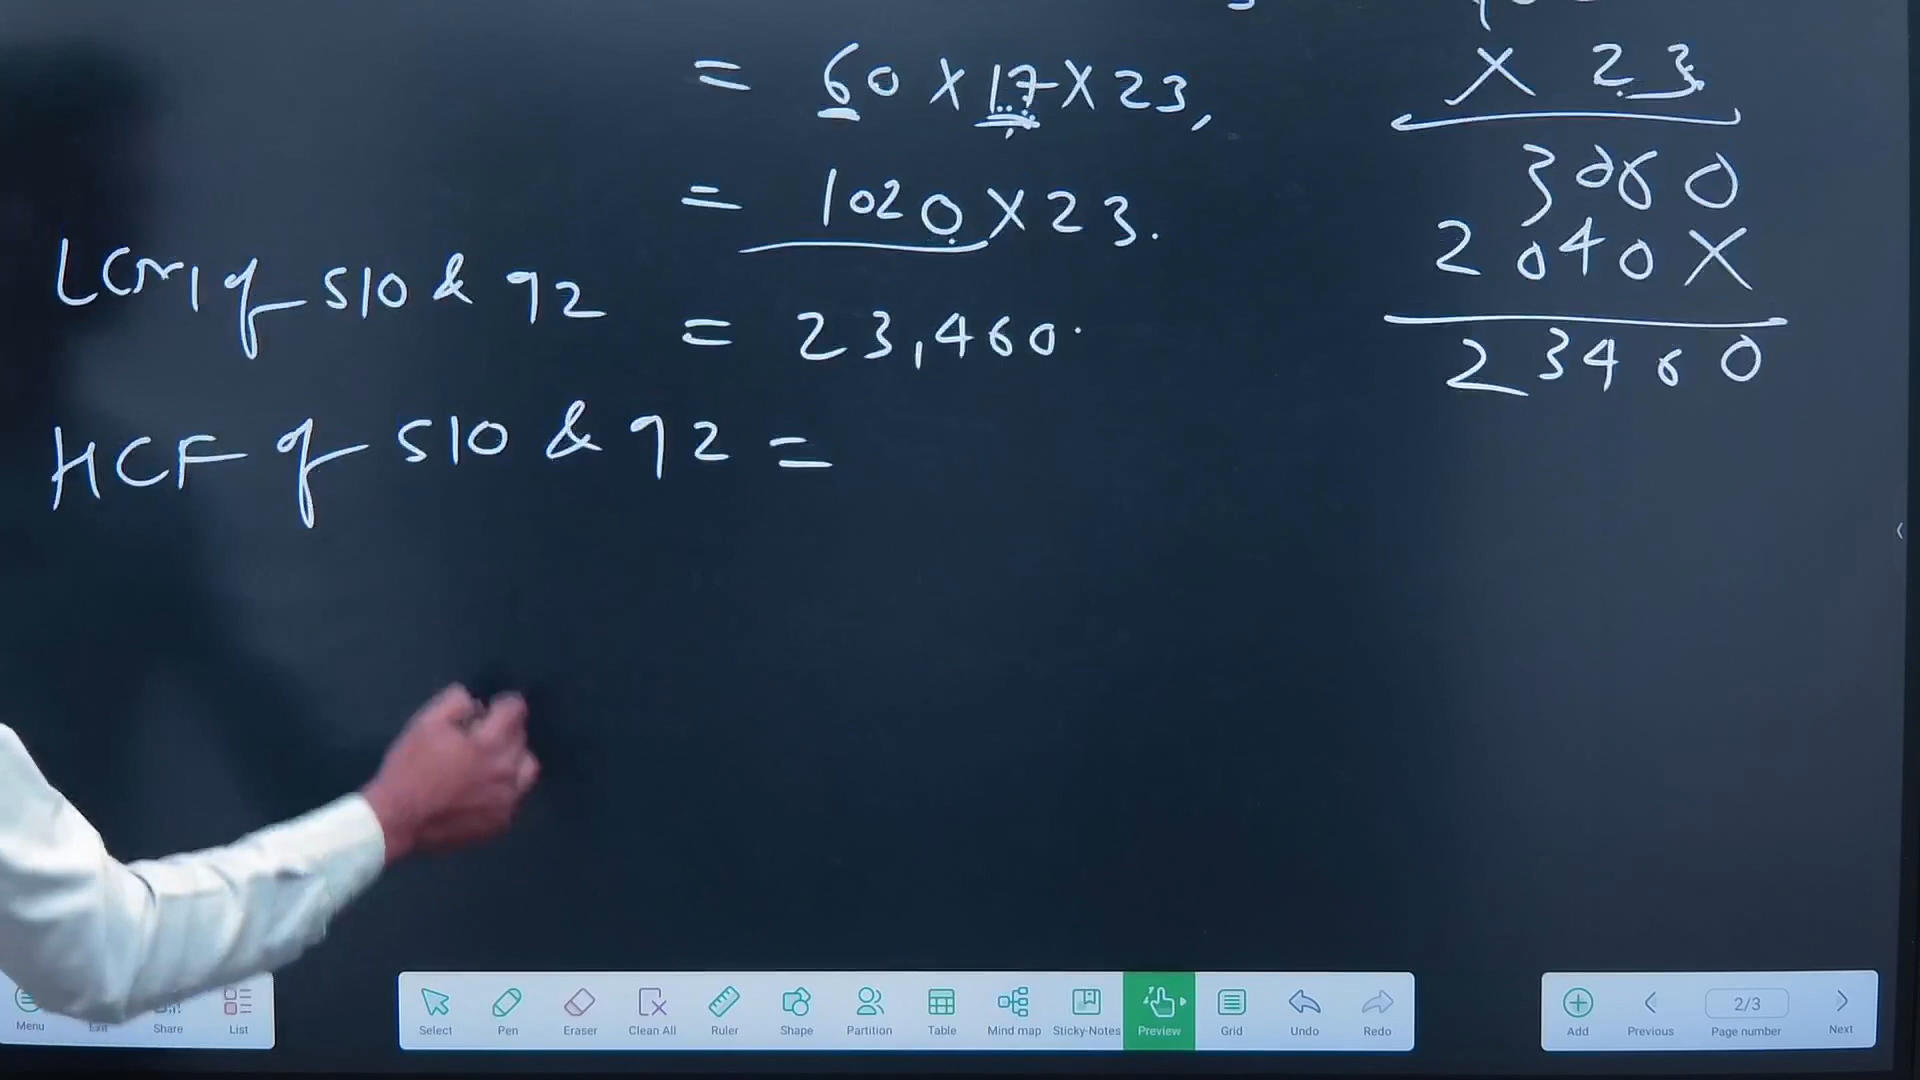 = 60 X 17 X 23,
= 1020 X 23.
LCM of 510 & 92
= 23,460.
HCF of 510 & 92 =
X 23
3060
2040X
23460
Menu
Exit
Share
List
Select
Pen
Eraser
Clean All
Ruler
Shape
Partition
Table
Mind map
Sticky-Notes
Preview
Grid
Undo
Redo
Add
Previous
2/3
Page number
Next